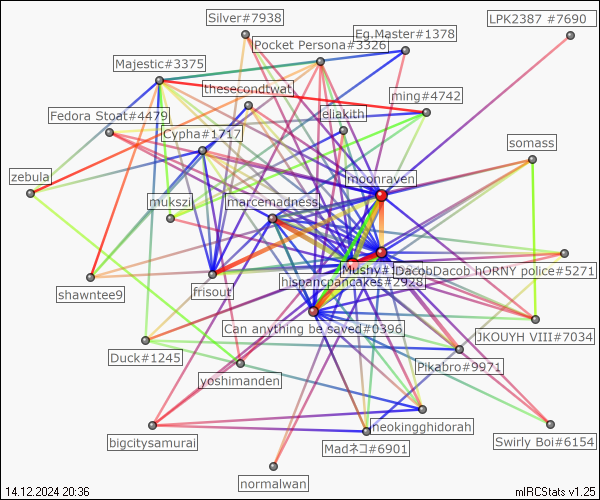 Silver#7938
LPK2387 #7690
Eg.Master#1378
Pocket Persona#3326
Majestic#3375
thesecondtwat
ming#4742
Fedora Stoat#4479
eliakith
Cypha#1717
somass
zebula
moonraven
mukszi
marcemadness
Mushy#1
DacobDacob
hORNY police#5271
hispancpancakes#2928
shawntee9
frisout
Can anything be saved#0396
JKOUYH VIII#7034
Duck#1245
Pikabro#9971
yoshimanden
neokingghidorah
bigcitysamurai
Madネコ#6901
Swirly Boi#6154
normalwan
14.12.2024 20:36
mIRCStats v1.25